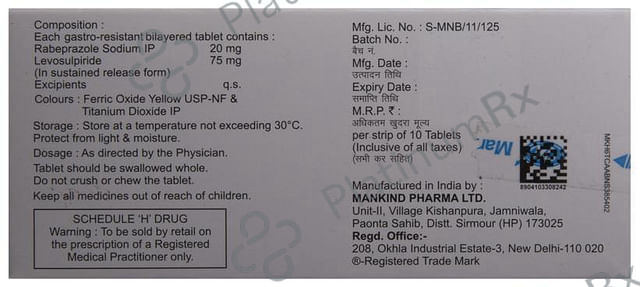 Composition :
Each gastro-resistant bilayered tablet contains :
Rabeprazole Sodium IP 20 mg
Levosulpiride 75 mg
(In sustained release form)
Excipients q.s.
Colours : Ferric Oxide Yellow USP-NF &
Titanium Dioxide IP
Storage : Store at a temperature not exceeding 30°C.
Protect from light & moisture.
Dosage : As directed by the Physician.
Tablet should be swallowed whole.
Do not crush or chew the tablet.
Keep all medicines out of reach of children.
SCHEDULE 'H' DRUG
Warning : To be sold by retail on
the prescription of a Registered
Medical Practitioner only.
Mfg. Lic. No. : S-MNB/11/125
Batch No. :
बैच नं.
Mfg. Date :
उत्पादन तिथि
Expiry Date :
समाप्ति तिथि
M.R.P. ₹ :
अधिकतम खुदरा मूल्य
per strip of 10 Tablets
(Inclusive of all taxes)
(सभी कर सहित)
Mar
8904103308242
Manufactured in India by :
MANKIND PHARMA LTD.
Unit-II, Village Kishanpura, Jamniwala,
Paonta Sahib, Distt. Sirmour (HP) 173025
Regd. Office:-
208, Okhla Industrial Estate-3, New Delhi-110 020
®-Registered Trade Mark
PlatinumRx